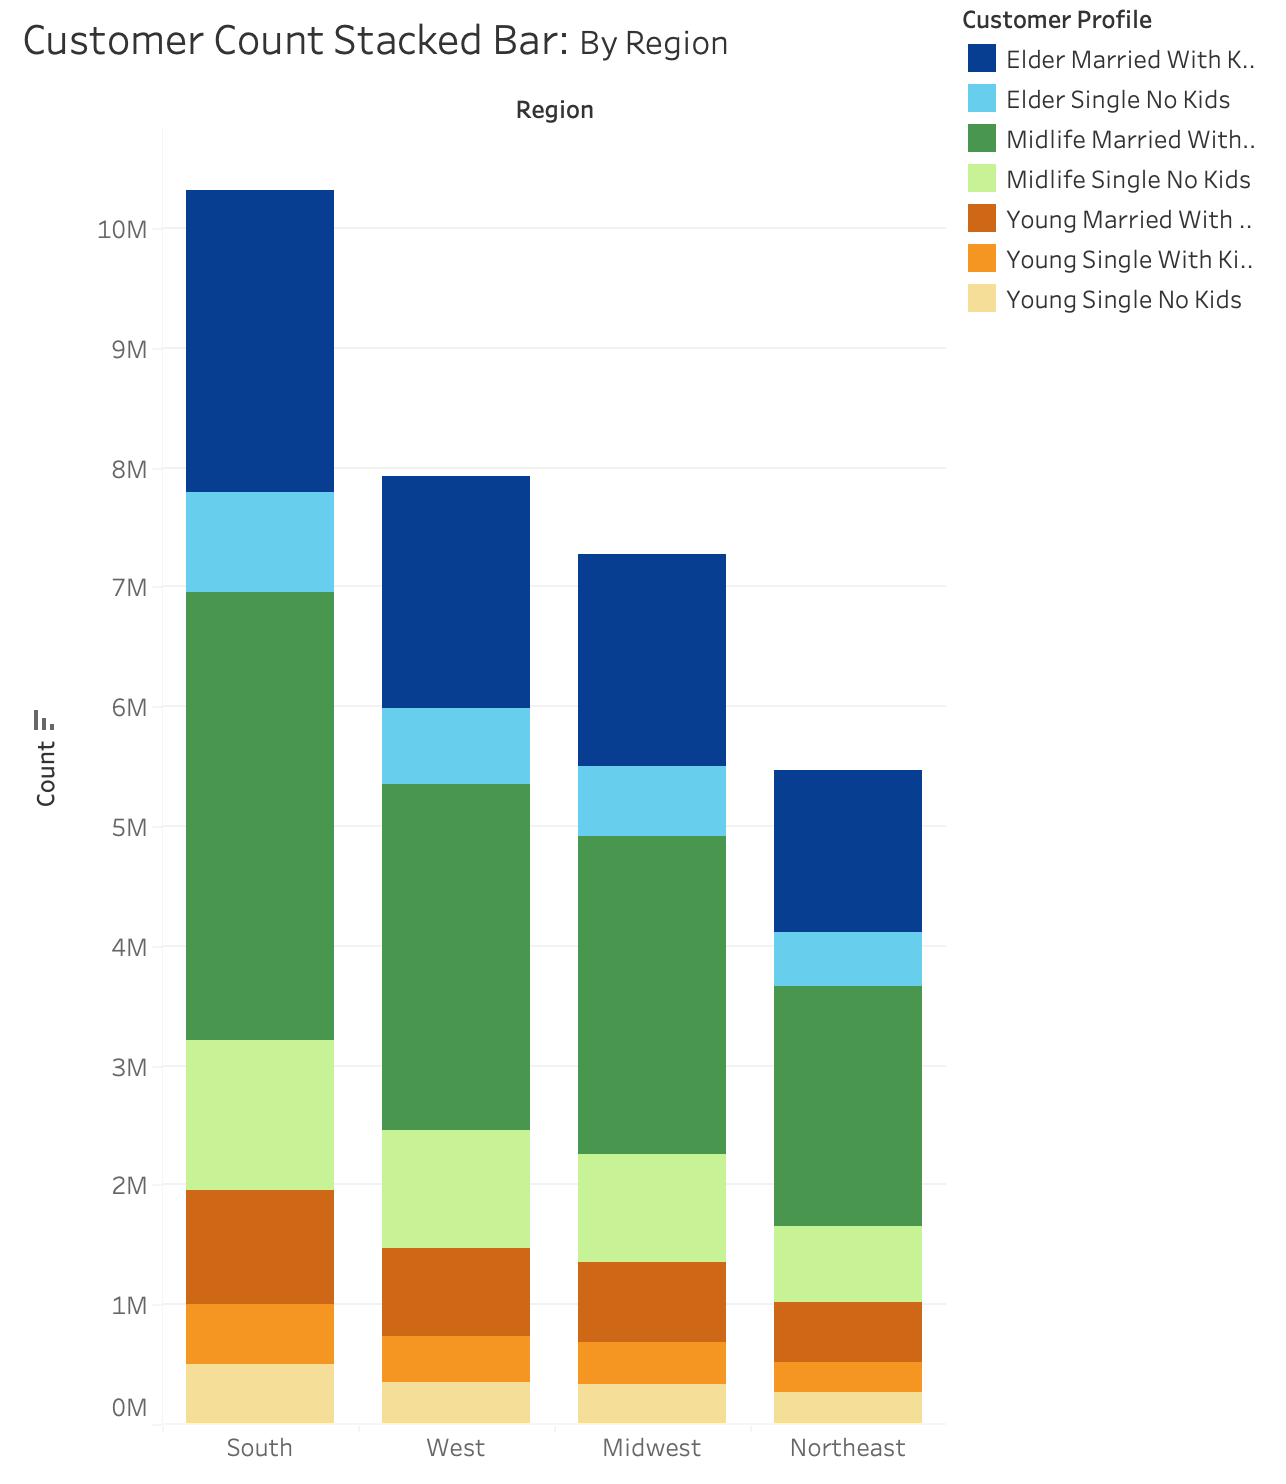 Customer Count Stacked Bar: By Region
Customer Profile
Elder Married With K..
Elder Single No Kids
Midlife Married With..
Midlife Single No Kids
Young Married With ..
Young Single With Ki..
Young Single No Kids
Region
10M
9M
8M
7M
6M
5M
4M
3M
2M
1M
0M
Count
South
West
Midwest
Northeast